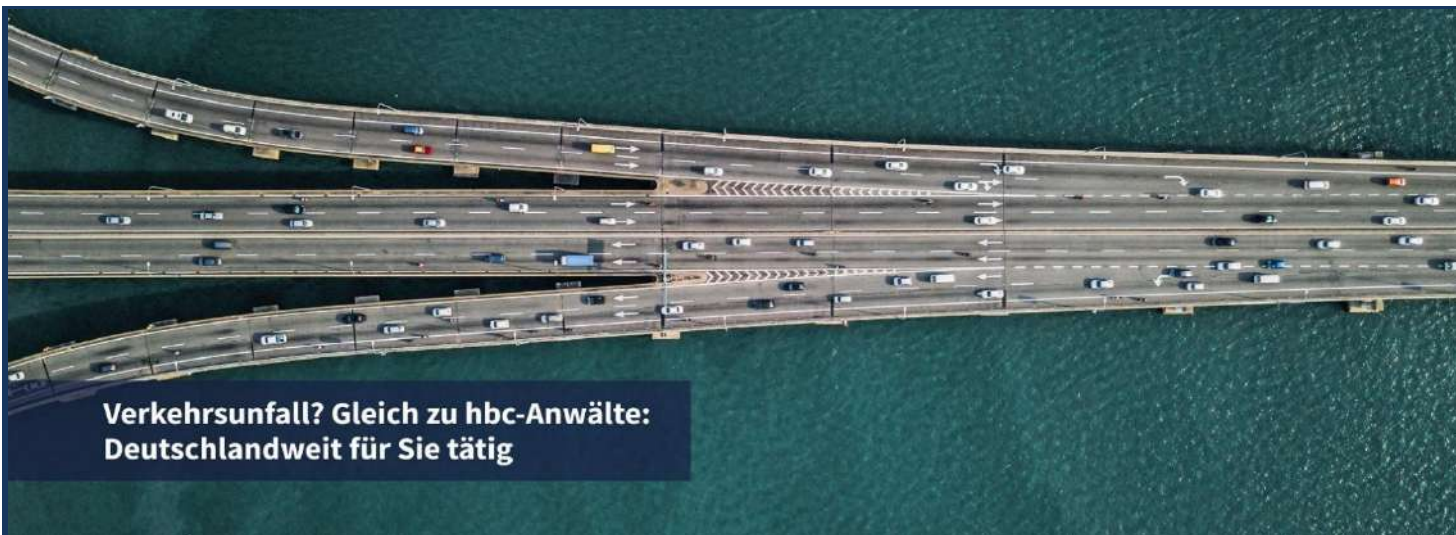 Verkehrsunfall? Gleich zu hbc-Anwälte:
Deutschlandweit für Sie tätig